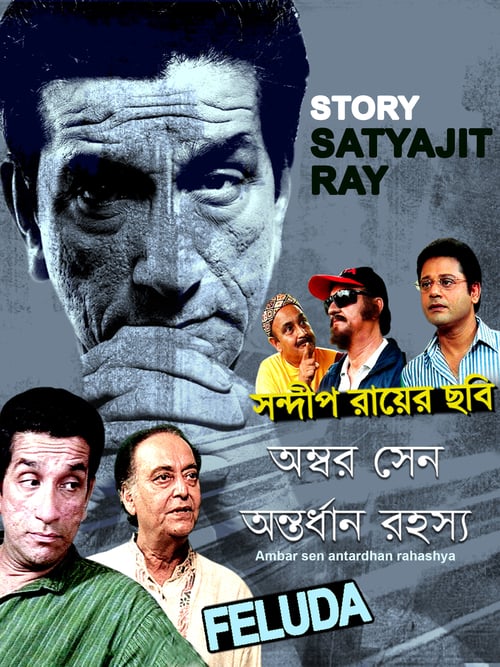 STORY
SATYAJIT
RAY
সন্দীপ রায়ের ছবি
অম্বর সেন
অন্তর্ধান রহস্য
Ambar sen antardhan rahashya
FELUDA